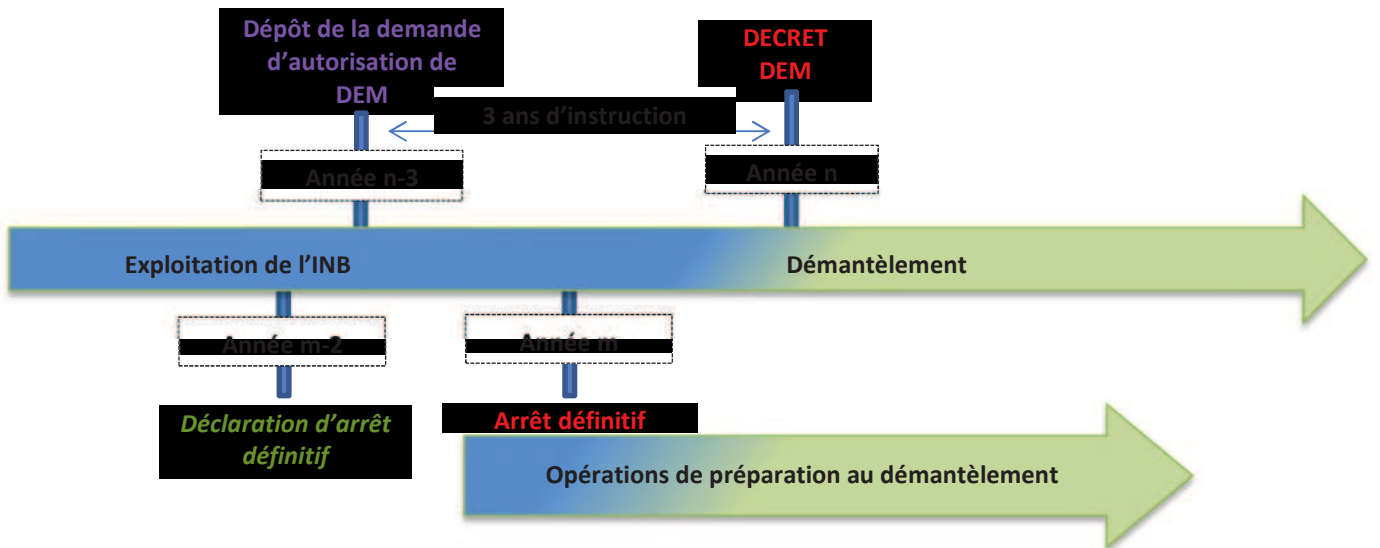 Dépôt de la demande
d’autorisation de
DEM
DECRET
DEM
3 ans d’instruction
Année n-3
Année n
Exploitation de l’INB
Démantèlement
Année m-2
Année m
Déclaration d’arrêt
définitif
Arrêt définitif
Opérations de préparation au démantèlement